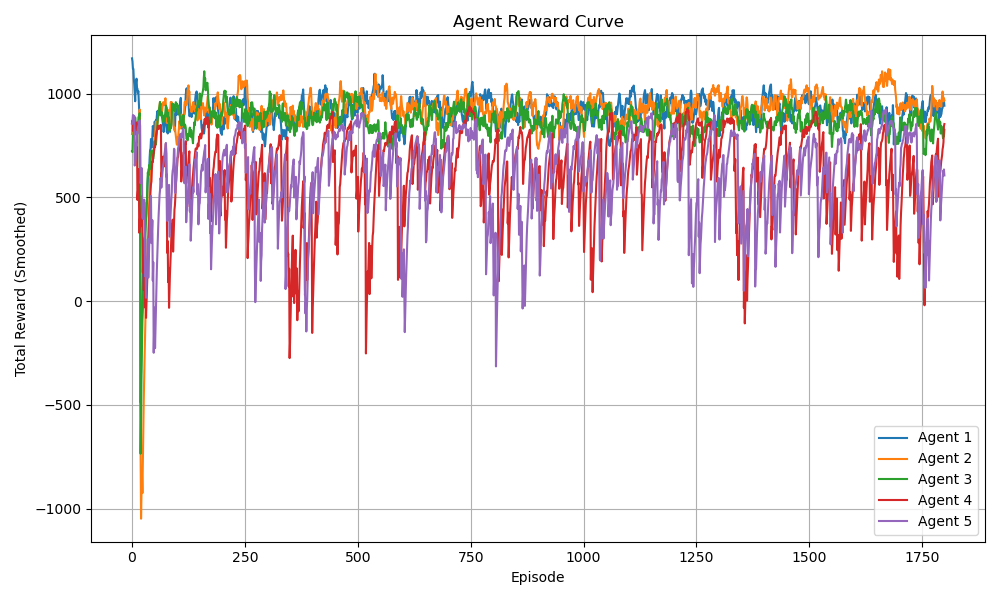 Agent Reward Curve
Total Reward (Smoothed)
1000
500
0
−500
−1000
0 250 500 750 1000 1250 1500 1750
Episode
Agent 1
Agent 2
Agent 3
Agent 4
Agent 5